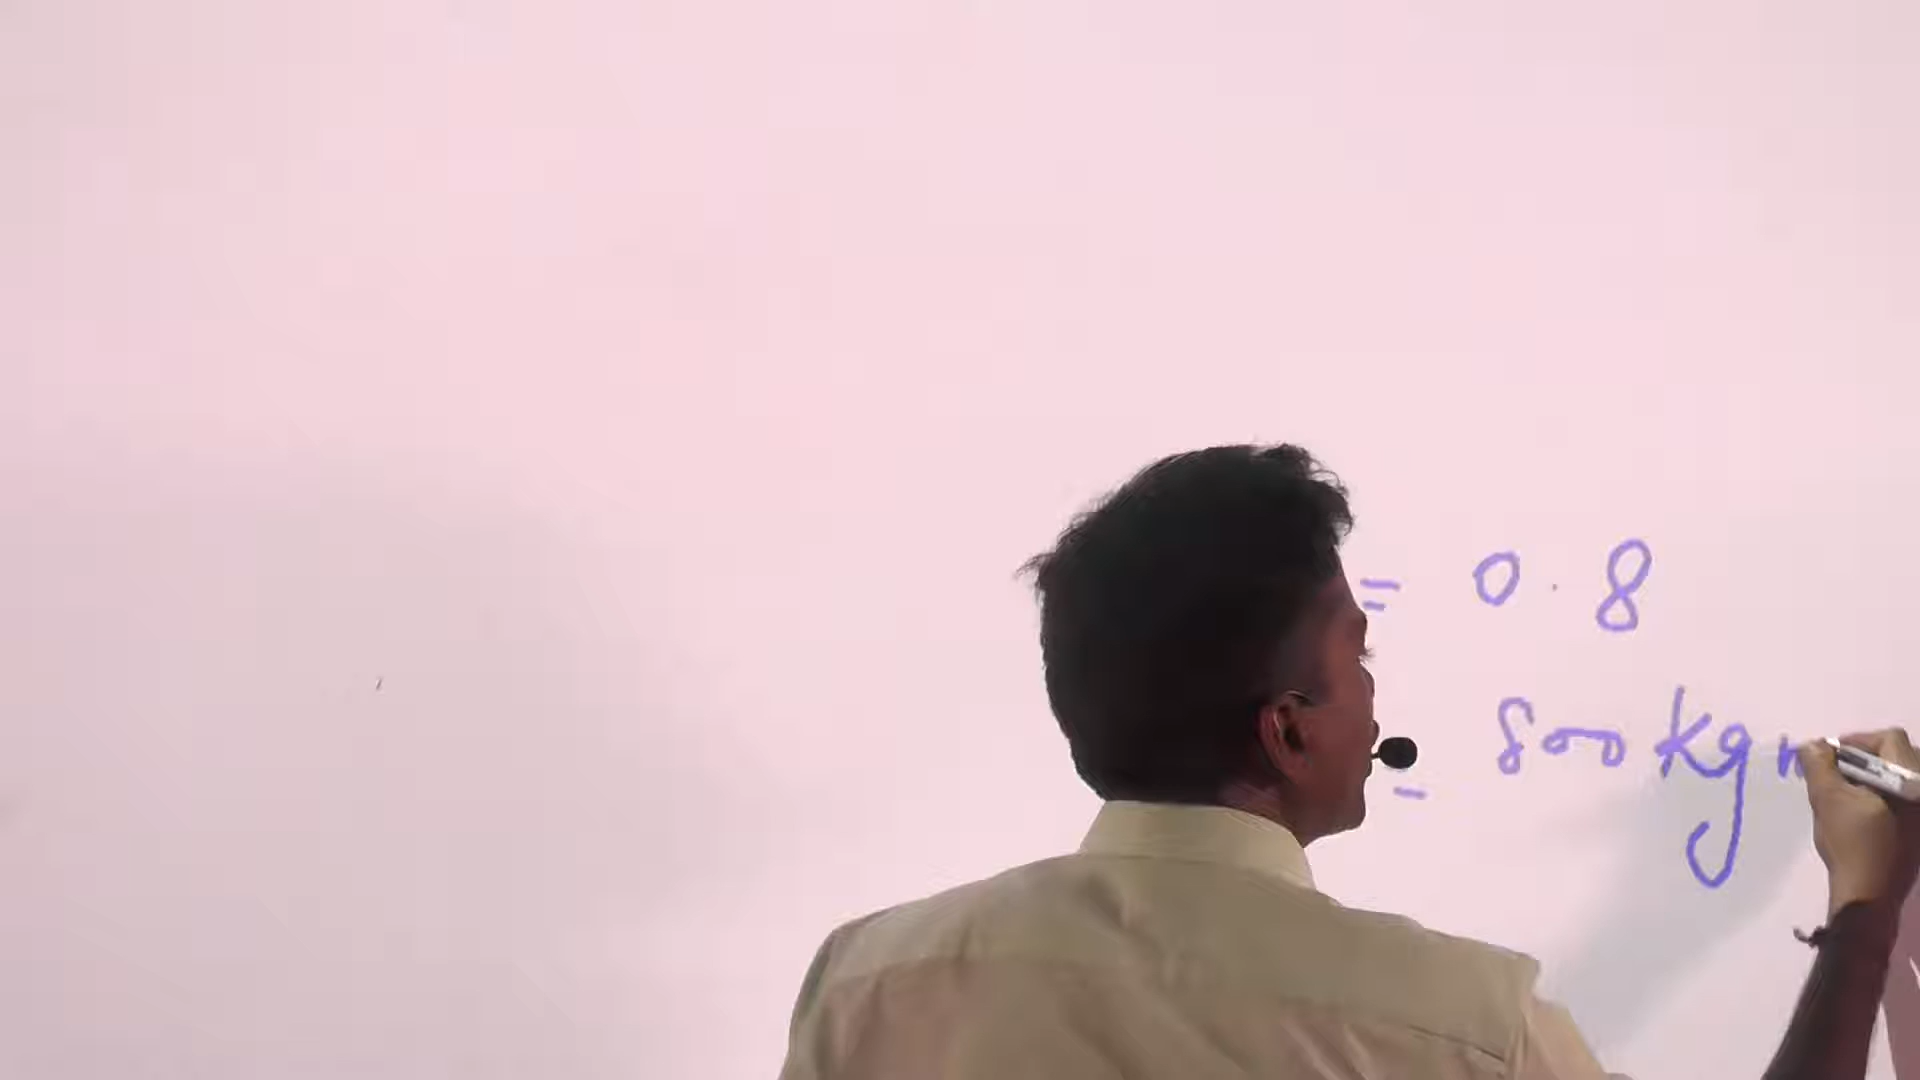 = 0.8
= 800 kg